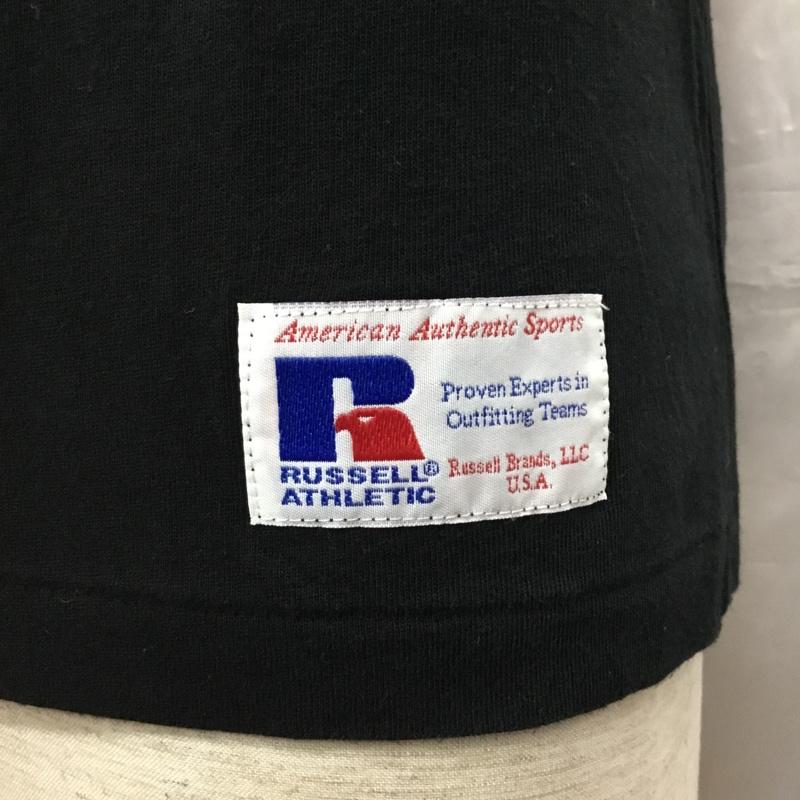 American Authentic Sports
Proven Experts in
Outfitting Teams
RUSSELL®
ATHLETIC
Russell Brands, LLC
U.S.A.